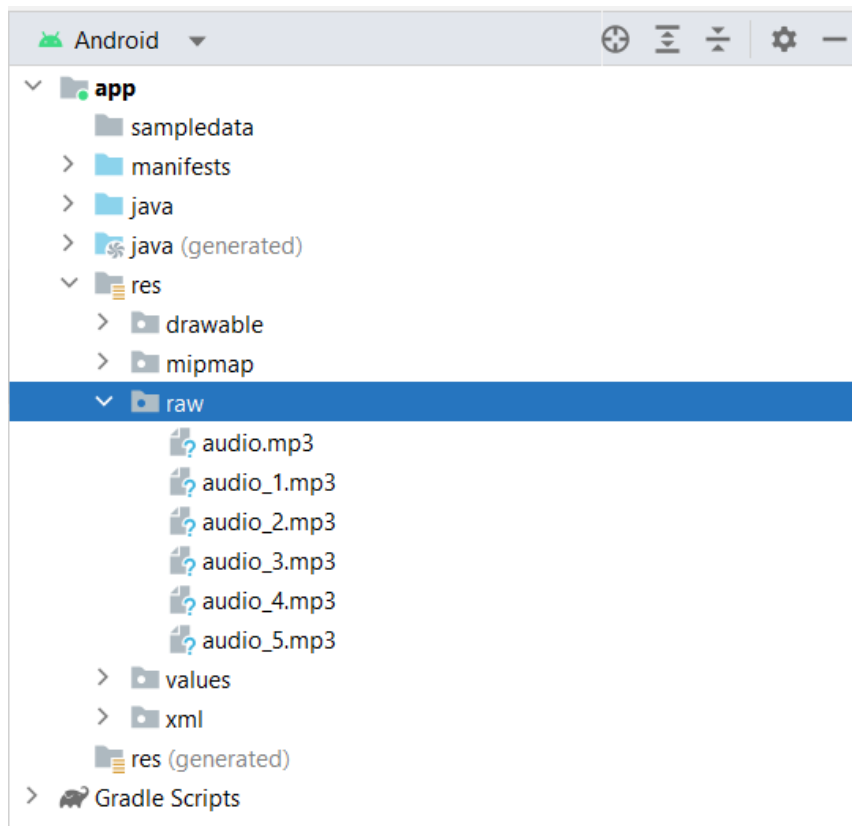 Android
app
sampledata
manifests
java
java (generated)
res
drawable
mipmap
raw
audio.mp3
audio_1.mp3
audio_2.mp3
audio_3.mp3
audio_4.mp3
audio_5.mp3
values
xml
res (generated)
Gradle Scripts